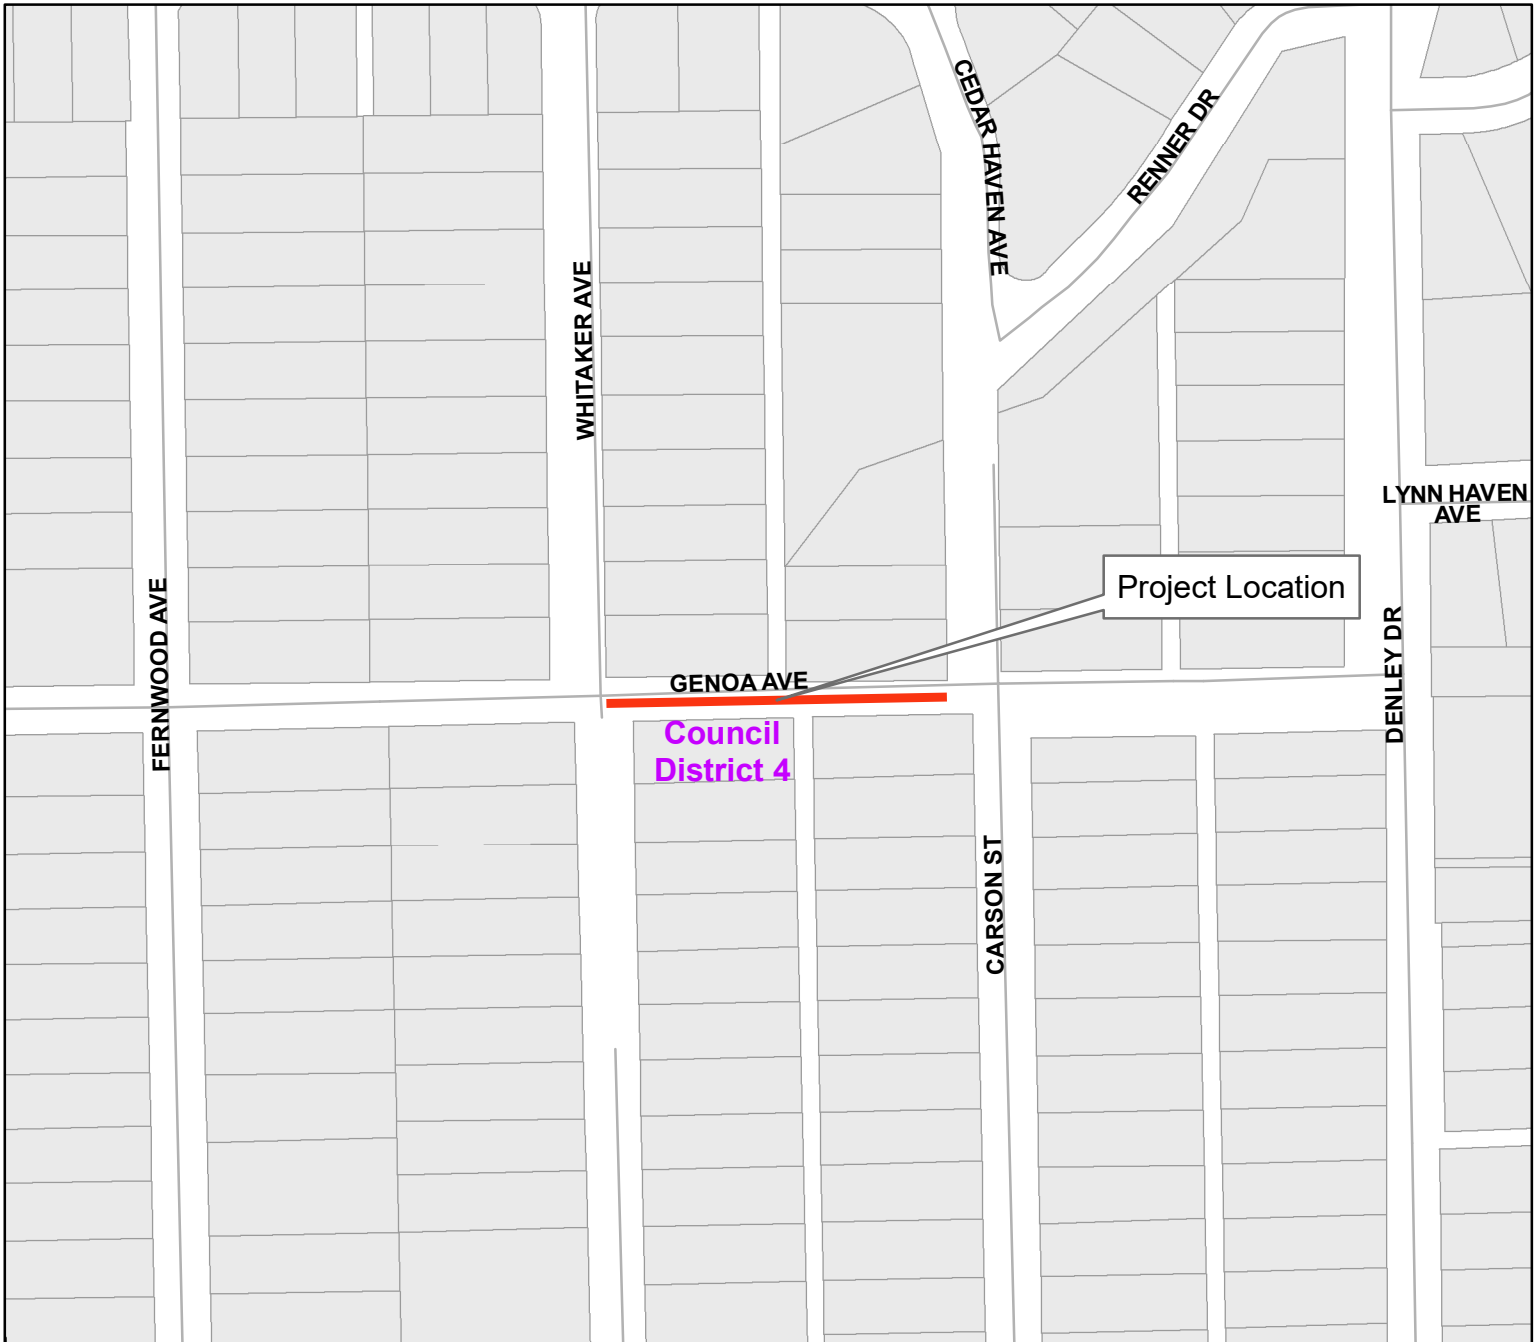 CEDAR HAVEN AVE
RENNER DR
WHITAKER AVE
LYNN HAVEN
AVE
Project Location
FERNWOOD AVE
DENLEY DR
GENOA AVE
Council
District 4
CARSON ST